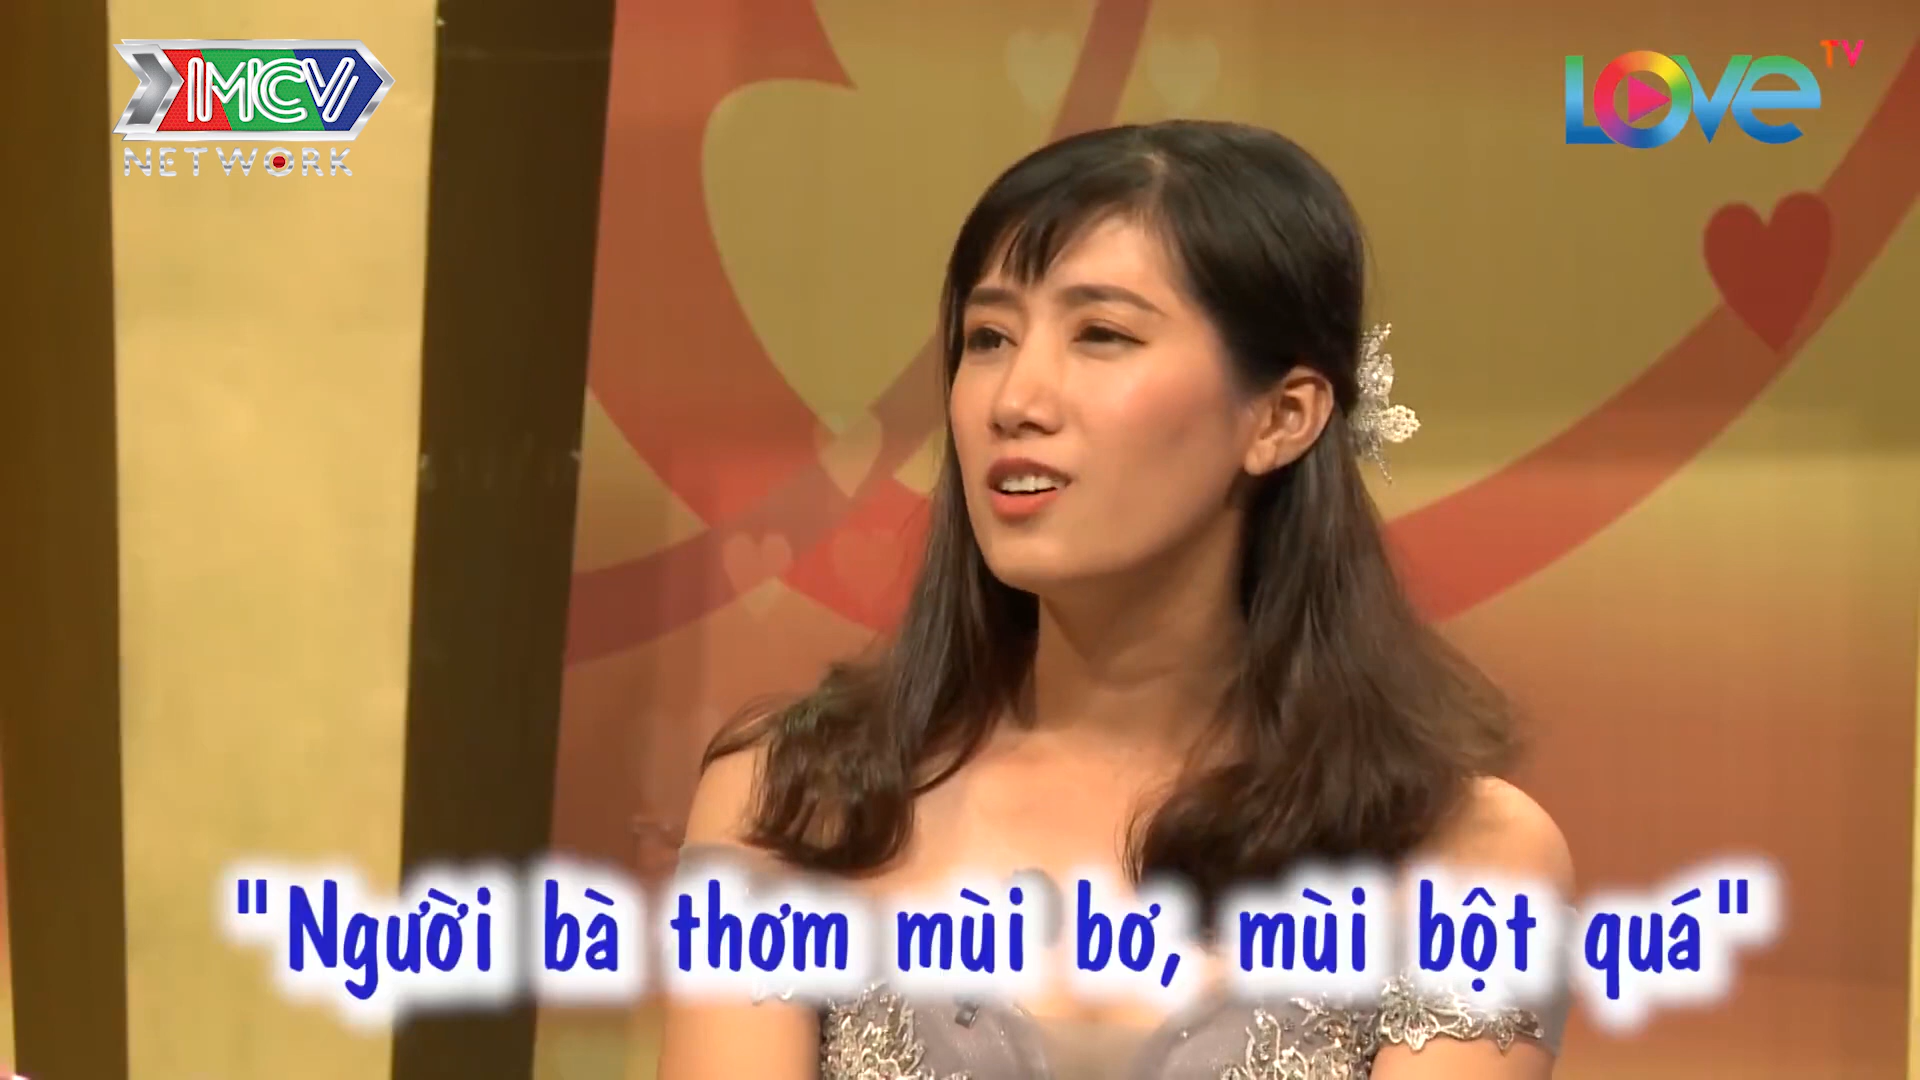 MCV
NETWORK
LOVE TV
"Người bà thơm mùi bơ, mùi bột quá"